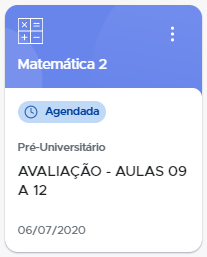 Matemática 2
Agendada
Pré-Universitário
AVALIAÇÃO - AULAS 09
A 12
06/07/2020